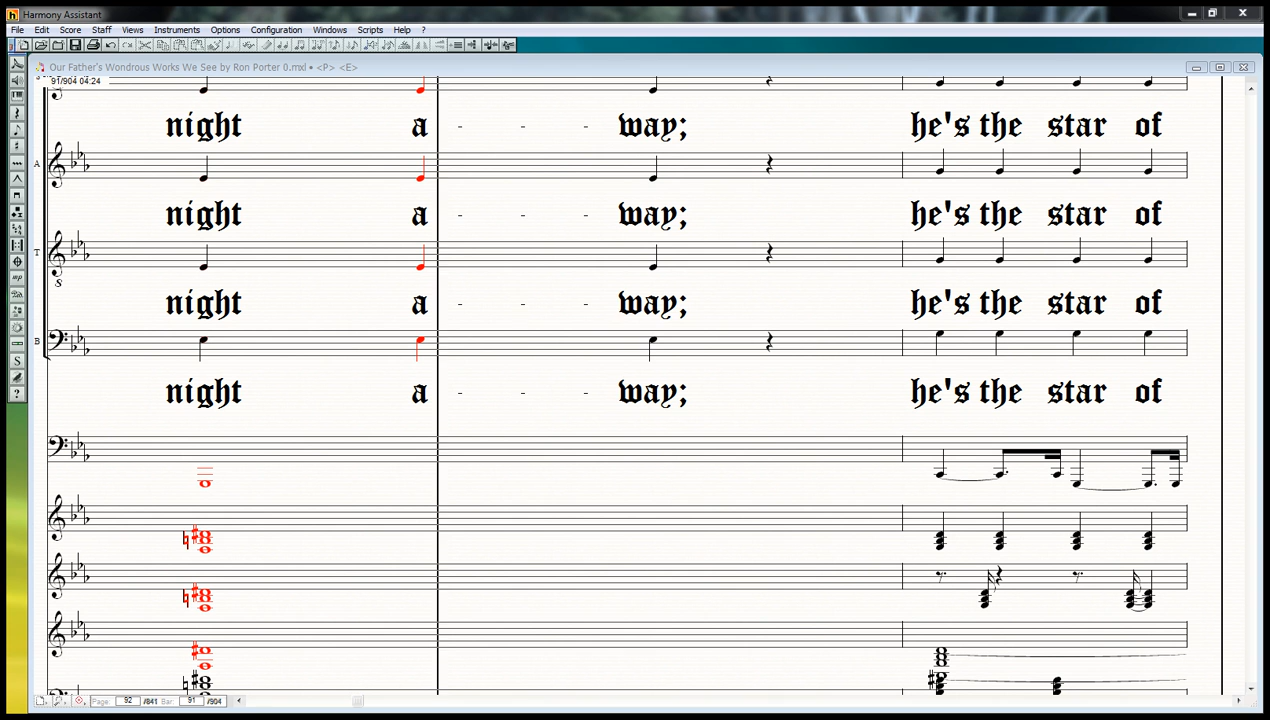 Harmony Assistant
File Edit Score Staff Views Instruments Options Configuration Windows Scripts Help ?
Our Father's Wondrous Works We See by Ron Porter 0.mxl • <P> <E>
91/904 04:24
night a - - - way; he's the star of
A
night a - - - way; he's the star of
T
8
night a - - - way; he's the star of
B
night a - - - way; he's the star of
Page: 92 /841 Bar: 91 /904